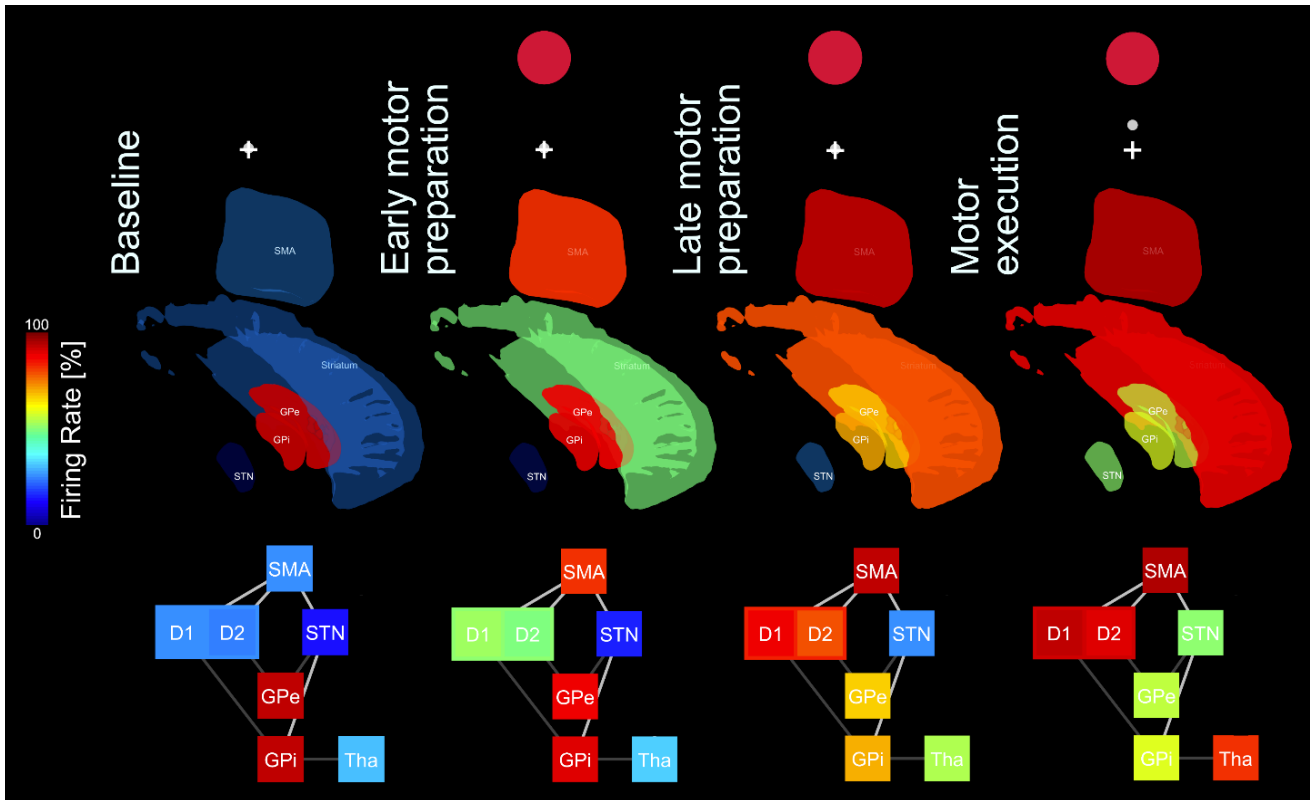 Baseline
Early motor
preparation
Late motor
preparation
Motor
execution
SMA
SMA
SMA
SMA
100
Firing Rate [%]
0
Striatum
GPe
GPi
STN
Striatum
GPe
GPi
STN
Striatum
GPe
GPi
STN
Striatum
GPe
GPi
STN
SMA
D1 D2 STN
GPe
GPi Tha
SMA
D1 D2 STN
GPe
GPi Tha
SMA
D1 D2 STN
GPe
GPi Tha
SMA
D1 D2 STN
GPe
GPi Tha